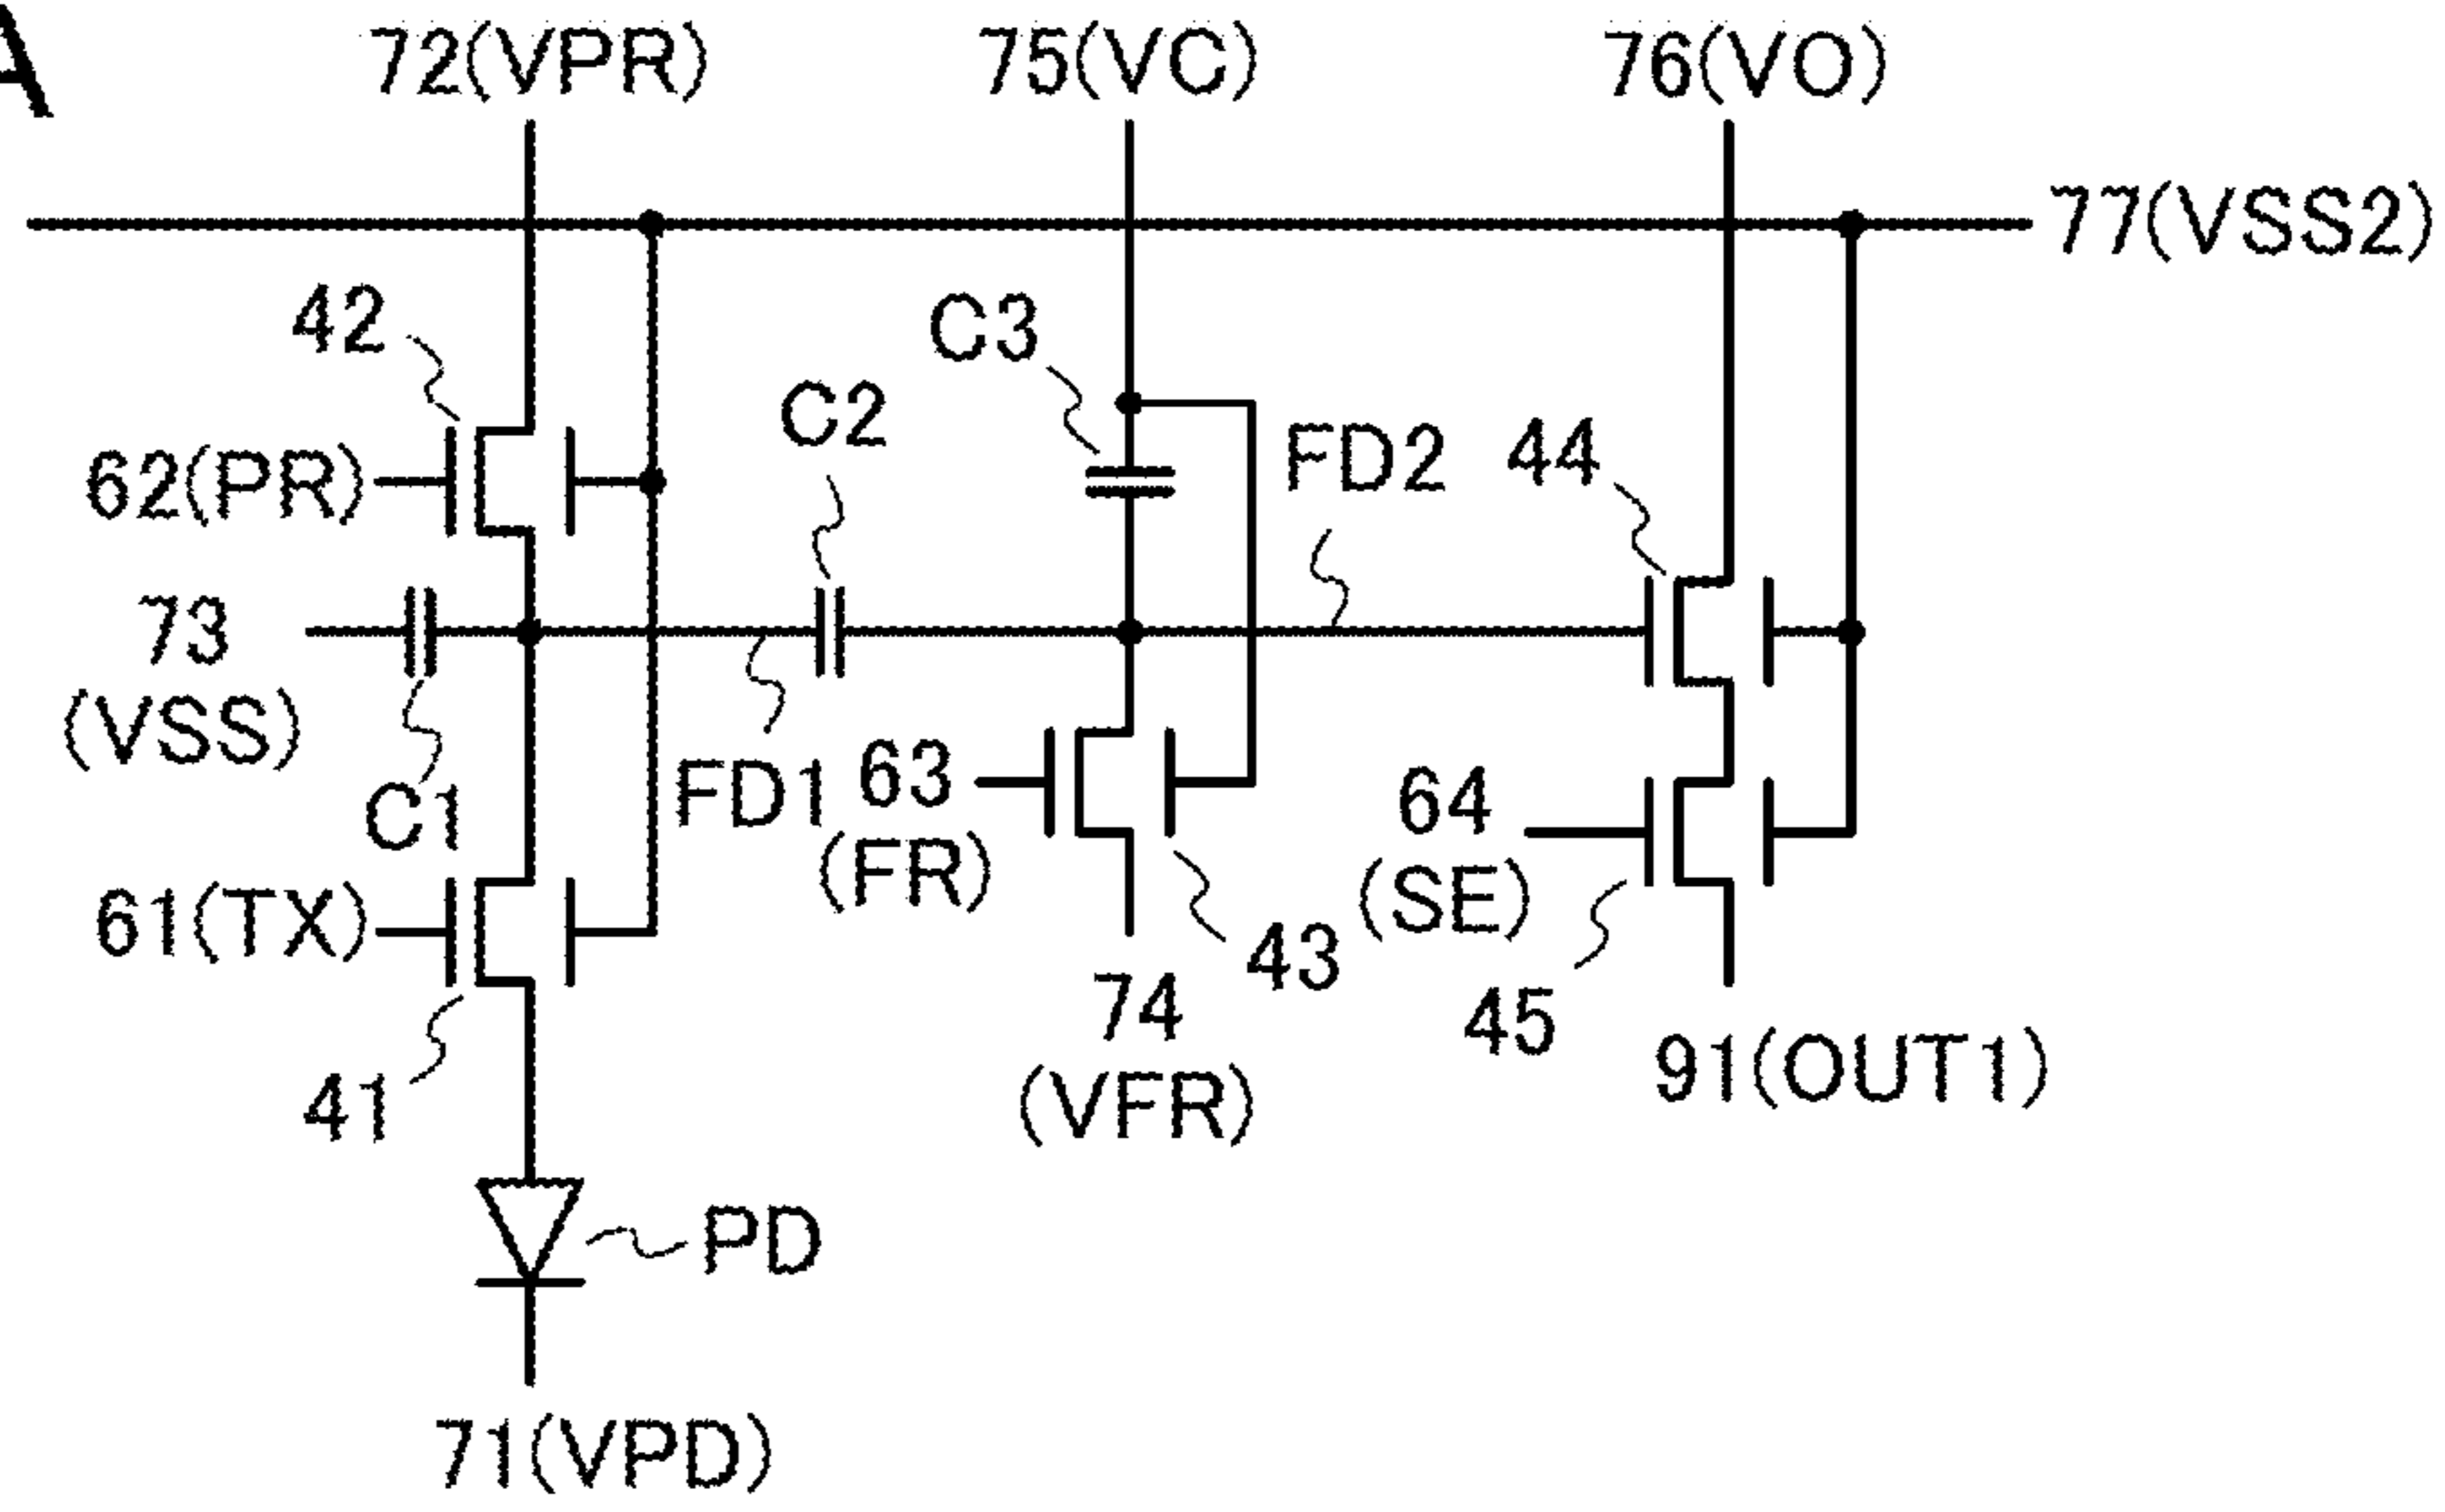 A
72(VPR)
75(VC)
76(VO)
77(VSS2)
42
C3
C2
FD2
44
62(PR)
73
(VSS)
C1
FD1
63
(FR)
64
(SE)
61(TX)
43
74
(VFR)
45
91(OUT1)
41
PD
71(VPD)